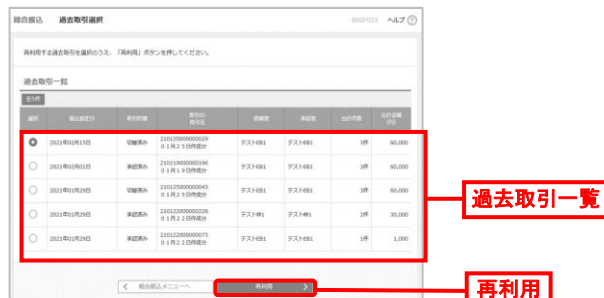 総合振込 過去取引選択 BSGF023 ヘルプ ?
再利用する過去取引を選択のうえ、「再利用」ボタンを押してください。
過去取引一覧
全5件
選択 振込指定日 取引状態 取引ID 依頼者 承認者 合計件数 合計金額
取引名 (円)
2021年02月15日 切替済み 210125000000029 テストEB1 テストEB1 3件 60,000
01月25日作成分
2021年02月01日 承認済み 210119000000196 テストEB1 テストEB1 3件 60,000
01月19日作成分
2021年01月29日 切替済み 210125000000043 テストEB1 テストEB1 3件 60,000
01月25日作成分
2021年01月29日 承認済み 210122000000226 テスト神1 テスト神1 2件 30,000
01月22日作成分
2021年01月29日 承認済み 210122000000073 テストEB1 テストEB1 1件 1,000
01月22日作成分
過去取引一覧
総合振込メニューへ 再利用
再利用